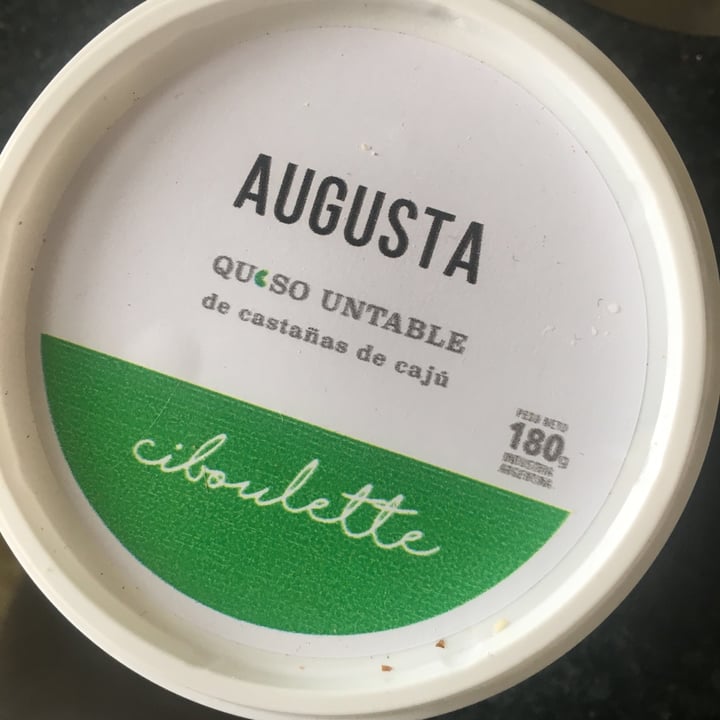 AUGUSTA
QUESO UNTABLE
de castañas de cajú
ciboulette
PESO NETO
180g
INDUSTRIA
ARGENTINA